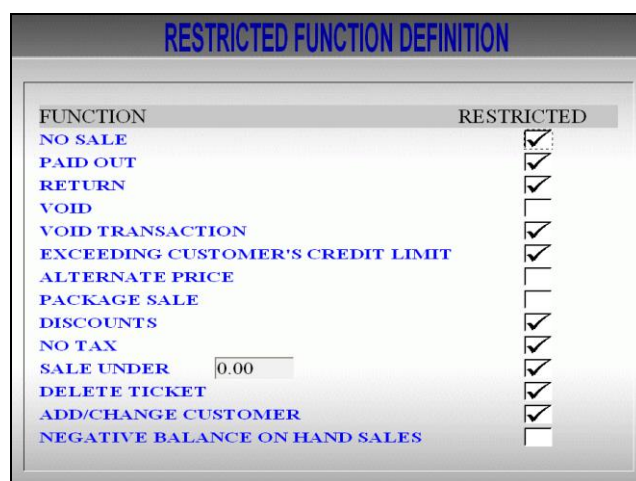 RESTRICTED FUNCTION DEFINITION
FUNCTION RESTRICTED
NO SALE
PAID OUT
RETURN
VOID
VOID TRANSACTION
EXCEEDING CUSTOMER'S CREDIT LIMIT
ALTERNATE PRICE
PACKAGE SALE
DISCOUNTS
NO TAX
SALE UNDER 0.00
DELETE TICKET
ADD/CHANGE CUSTOMER
NEGATIVE BALANCE ON HAND SALES